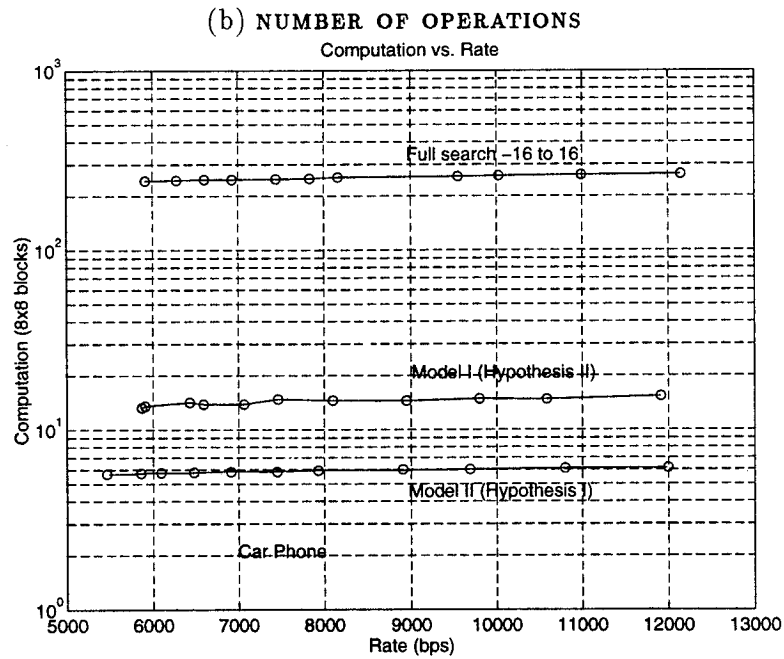 (b) NUMBER OF OPERATIONS
Computation vs. Rate
10³
Full search −16 to 16
10²
Computation (8x8 blocks)
Model I (Hypothesis II)
10¹
Model II (Hypothesis I)
Car Phone
10⁰
5000 6000 7000 8000 9000 10000 11000 12000 13000
Rate (bps)